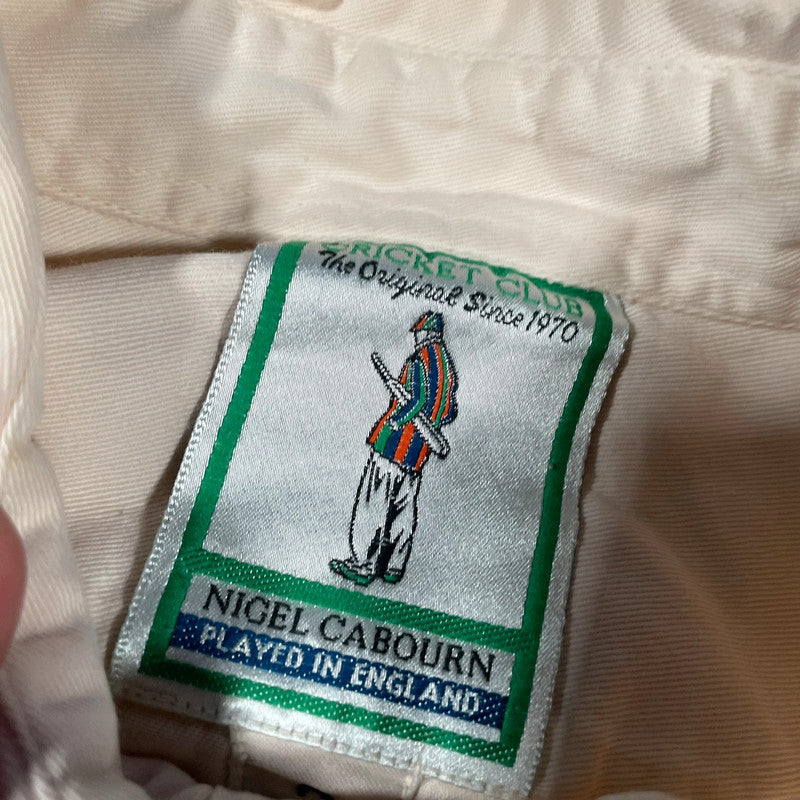 CRICKET CLUB
The Original Since 1970
NIGEL CABOURN
PLAYED IN ENGLAND